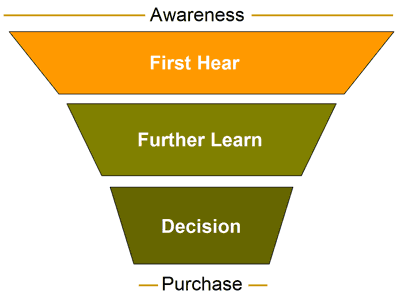 Awareness
First Hear
Further Learn
Decision
Purchase